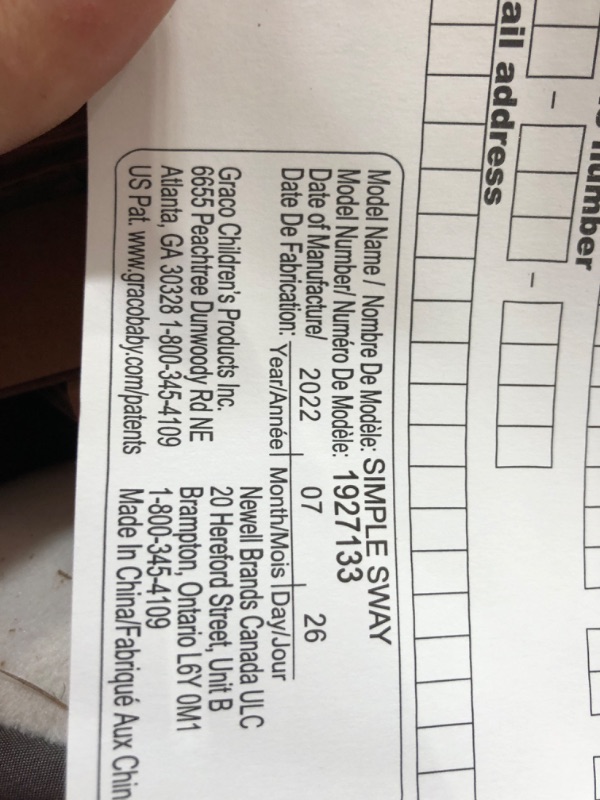 number
ail address
- -
Model Name / Nombre De Modèle: SIMPLE SWAY
Model Number/ Numéro De Modèle: 1927133
Date of Manufacture/ 2022 07 26
Date De Fabrication: Year/Année Month/Mois Day/Jour
Graco Children's Products Inc.
6655 Peachtree Dunwoody Rd NE
Atlanta, GA 30328 1-800-345-4109
US Pat. www.gracobaby.com/patents
Newell Brands Canada ULC
20 Hereford Street, Unit B
Brampton, Ontario L6Y 0M1
1-800-345-4109
Made In China/Fabriqué Aux Chin